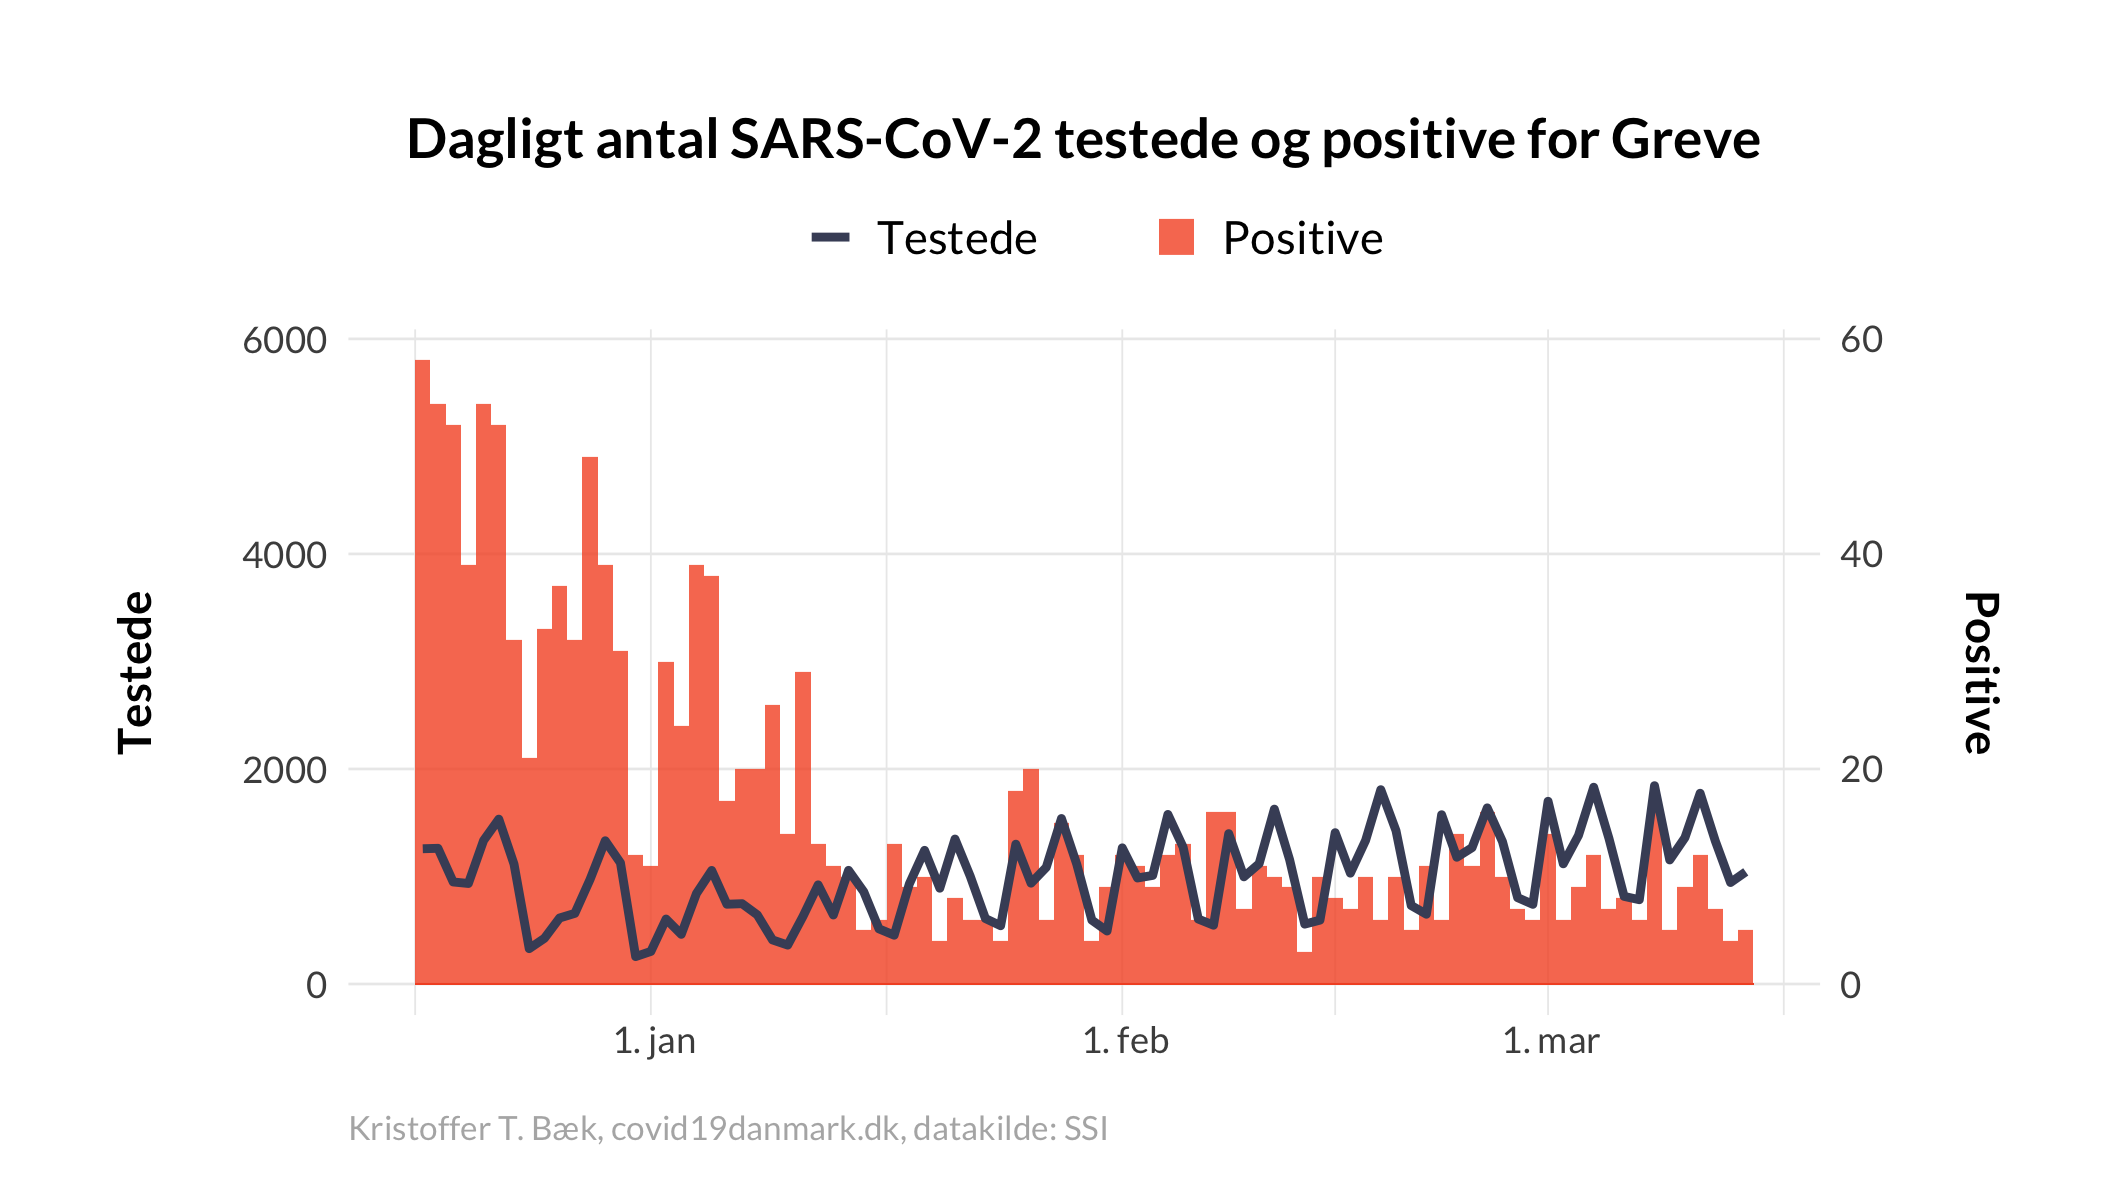 Dagligt antal SARS-CoV-2 testede og positive for Greve
Testede
Positive
6000
4000
2000
0
Testede
60
40
20
0
Positive
1. jan
1. feb
1. mar
Kristoffer T. Bæk, covid19danmark.dk, datakilde: SSI